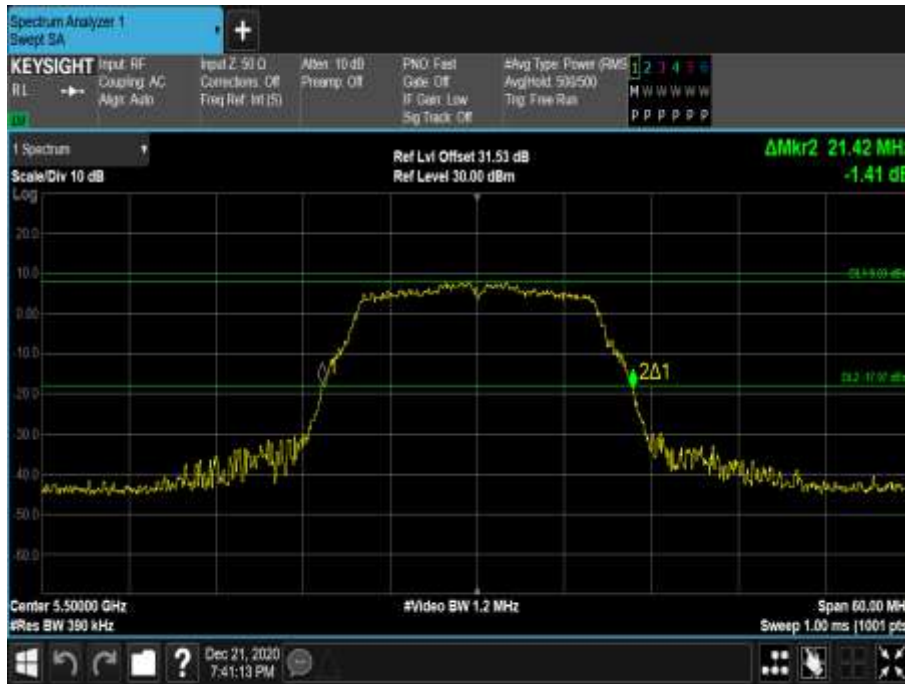 Spectrum Analyzer 1
Swept SA
+
KEYSIGHT Input: RF Input Z: 50 Ω Atten: 10 dB PNO: Fast #Avg Type: Power (RMS 1 2 3 4 5 6
RL Coupling: AC Corrections: Off Preamp: Off Gate: Off Avg|Hold: 500/500 M W W W W W
Align: Auto Freq Ref: Int (S) IF Gain: Low Trig: Free Run
Sig Track: Off P P P P P P
1 Spectrum
Ref Lvl Offset 31.53 dB ΔMkr2 21.42 MHz
Scale/Div 10 dB Ref Level 30.00 dBm -1.41 dB
Log
20.0
10.0
0.00
-10.0
2Δ1
-20.0
-30.0
-40.0
-50.0
-60.0
Center 5.50000 GHz #Video BW 1.2 MHz Span 60.00 MH
#Res BW 390 kHz Sweep 1.00 ms (1001 pts
? Dec 21, 2020
7:41:13 PM